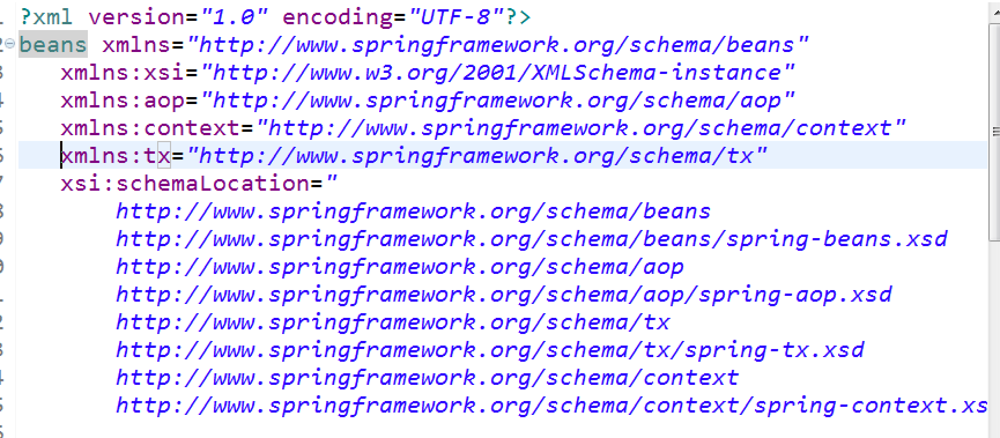 ?xml version="1.0" encoding="UTF-8"?>
beans xmlns="http://www.springframework.org/schema/beans"
xmlns:xsi="http://www.w3.org/2001/XMLSchema-instance"
xmlns:aop="http://www.springframework.org/schema/aop"
xmlns:context="http://www.springframework.org/schema/context"
xmlns:tx="http://www.springframework.org/schema/tx"
xsi:schemaLocation="
http://www.springframework.org/schema/beans
http://www.springframework.org/schema/beans/spring-beans.xsd
http://www.springframework.org/schema/aop
http://www.springframework.org/schema/aop/spring-aop.xsd
http://www.springframework.org/schema/tx
http://www.springframework.org/schema/tx/spring-tx.xsd
http://www.springframework.org/schema/context
http://www.springframework.org/schema/context/spring-context.xs